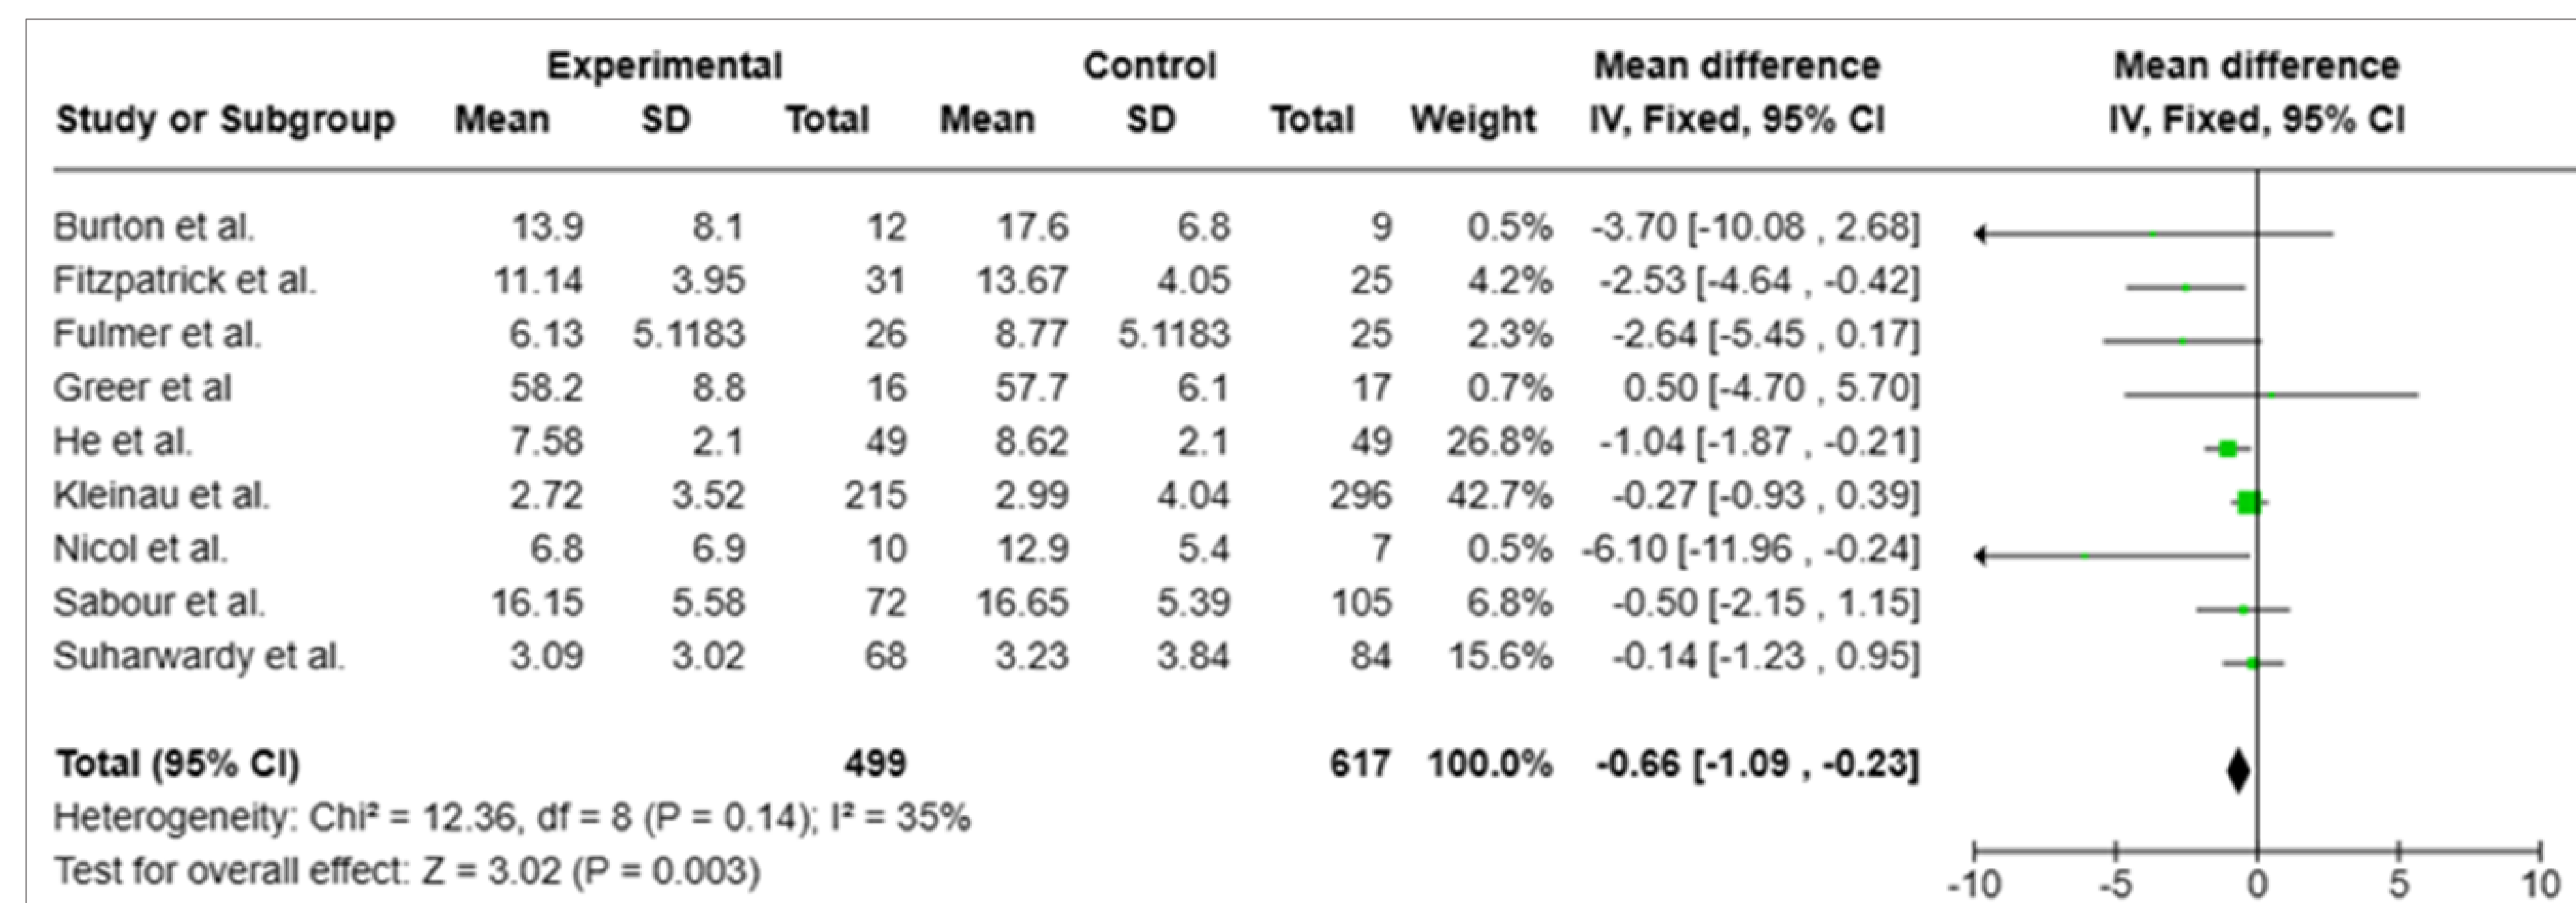 Experimental Control Mean difference Mean difference
Study or Subgroup Mean SD Total Mean SD Total Weight IV, Fixed, 95% CI IV, Fixed, 95% CI
Burton et al. 13.9 8.1 12 17.6 6.8 9 0.5% -3.70 [-10.08 , 2.68]
Fitzpatrick et al. 11.14 3.95 31 13.67 4.05 25 4.2% -2.53 [-4.64 , -0.42]
Fulmer et al. 6.13 5.1183 26 8.77 5.1183 25 2.3% -2.64 [-5.45 , 0.17]
Greer et al 58.2 8.8 16 57.7 6.1 17 0.7% 0.50 [-4.70 , 5.70]
He et al. 7.58 2.1 49 8.62 2.1 49 26.8% -1.04 [-1.87 , -0.21]
Kleinau et al. 2.72 3.52 215 2.99 4.04 296 42.7% -0.27 [-0.93 , 0.39]
Nicol et al. 6.8 6.9 10 12.9 5.4 7 0.5% -6.10 [-11.96 , -0.24]
Sabour et al. 16.15 5.58 72 16.65 5.39 105 6.8% -0.50 [-2.15 , 1.15]
Suharwardy et al. 3.09 3.02 68 3.23 3.84 84 15.6% -0.14 [-1.23 , 0.95]
Total (95% CI) 499 617 100.0% -0.66 [-1.09 , -0.23]
Heterogeneity: Chi² = 12.36, df = 8 (P = 0.14); I² = 35%
Test for overall effect: Z = 3.02 (P = 0.003)
-10 -5 0 5 10